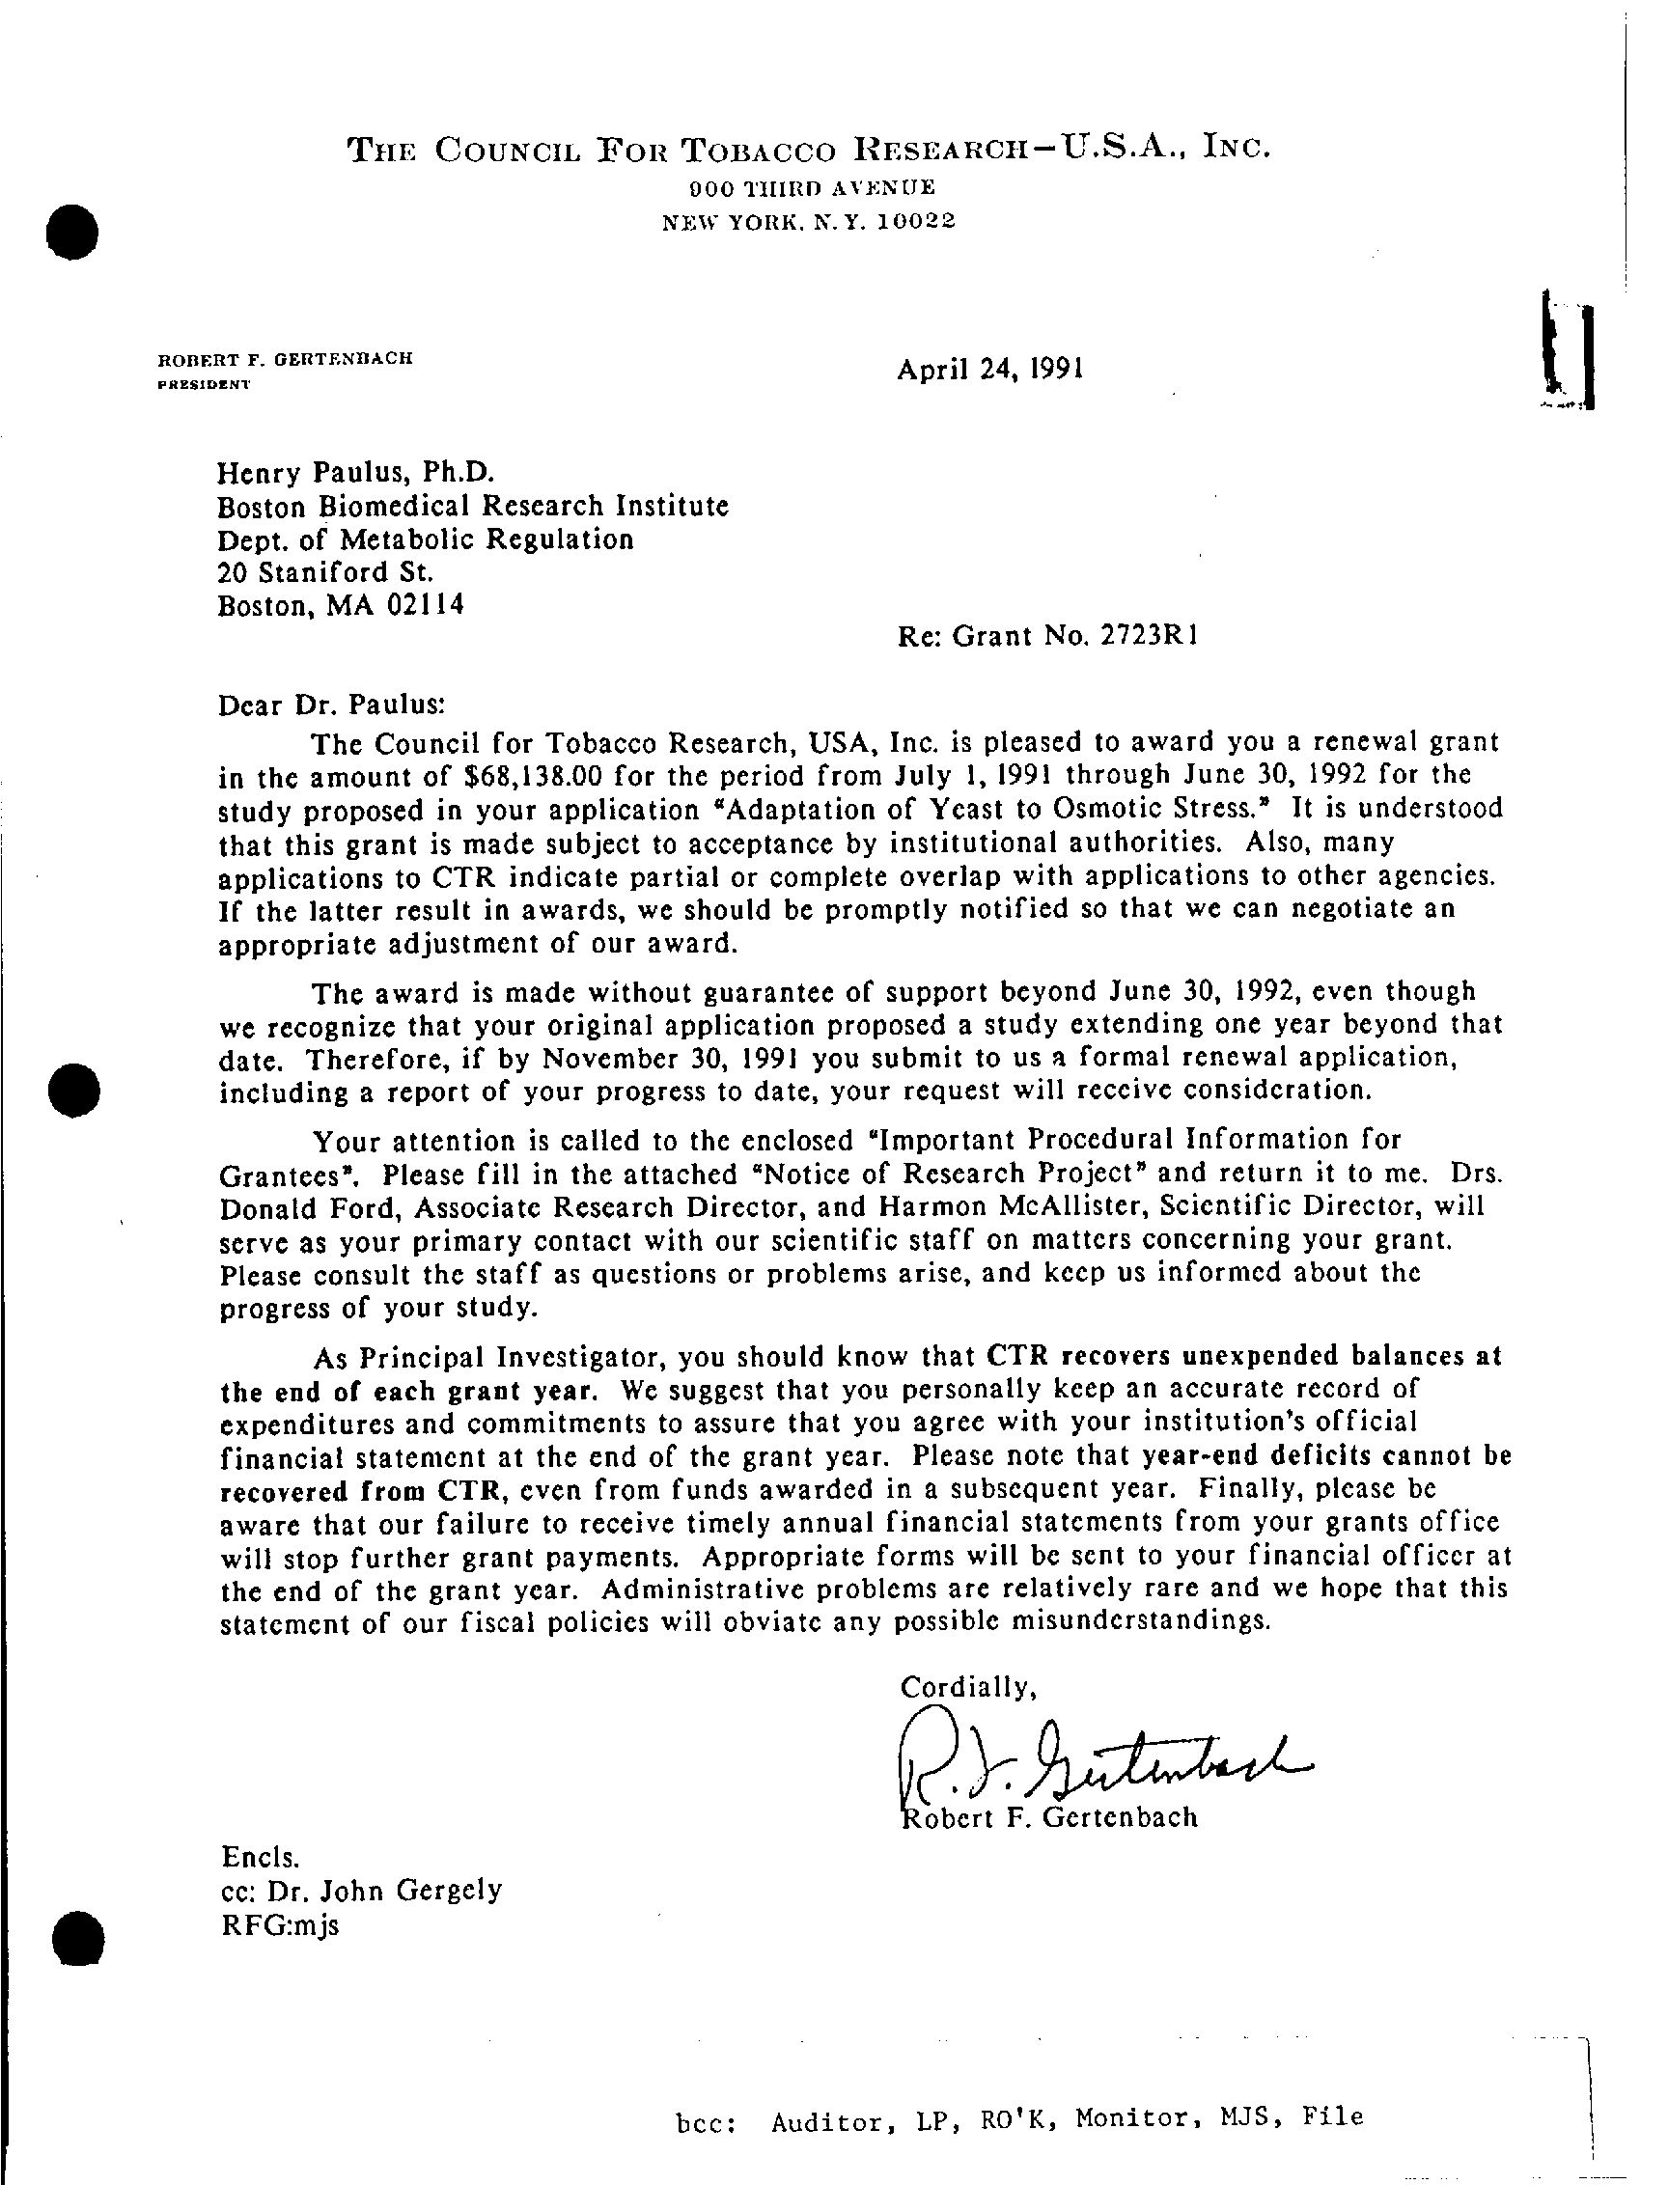 THE COUNCIL FOR TOBACCO RESEARCH-U.S.A., INC.
900 THIRD AVENUE
NEW YORK, N.Y. 10022
ROBERT F. GERTENBACH
PRESIDENT
April 24, 1991
Henry Paulus, Ph.D.
Boston Biomedical Research Institute
Dept. of Metabolic Regulation
20 Staniford St.
Boston, MA 02114
Re: Grant No. 2723R1
Dear Dr. Paulus:
The Council for Tobacco Research, USA, Inc. is pleased to award you a renewal grant
in the amount of $68,138.00 for the period from July 1, 1991 through June 30, 1992 for the
study proposed in your application “Adaptation of Yeast to Osmotic Stress.” It is understood
that this grant is made subject to acceptance by institutional authorities. Also, many
applications to CTR indicate partial or complete overlap with applications to other agencies.
If the latter result in awards, we should be promptly notified so that we can negotiate an
appropriate adjustment of our award.
The award is made without guarantee of support beyond June 30, 1992, even though
we recognize that your original application proposed a study extending one year beyond that
date. Therefore, if by November 30, 1991 you submit to us a formal renewal application,
including a report of your progress to date, your request will receive consideration.
Your attention is called to the enclosed “Important Procedural Information for
Grantees”. Please fill in the attached “Notice of Research Project” and return it to me. Drs.
Donald Ford, Associate Research Director, and Harmon McAllister, Scientific Director, will
serve as your primary contact with our scientific staff on matters concerning your grant.
Please consult the staff as questions or problems arise, and keep us informed about the
progress of your study.
As Principal Investigator, you should know that CTR recovers unexpended balances at
the end of each grant year. We suggest that you personally keep an accurate record of
expenditures and commitments to assure that you agree with your institution's official
financial statement at the end of the grant year. Please note that year-end deficits cannot be
recovered from CTR, even from funds awarded in a subsequent year. Finally, please be
aware that our failure to receive timely annual financial statements from your grants office
will stop further grant payments. Appropriate forms will be sent to your financial officer at
the end of the grant year. Administrative problems are relatively rare and we hope that this
statement of our fiscal policies will obviate any possible misunderstandings.
Cordially,
R.F. Gertenbach
Robert F. Gertenbach
Encls.
cc: Dr. John Gergely
RFG:mjs
bcc: Auditor, LP, RO'K, Monitor, MJS, File